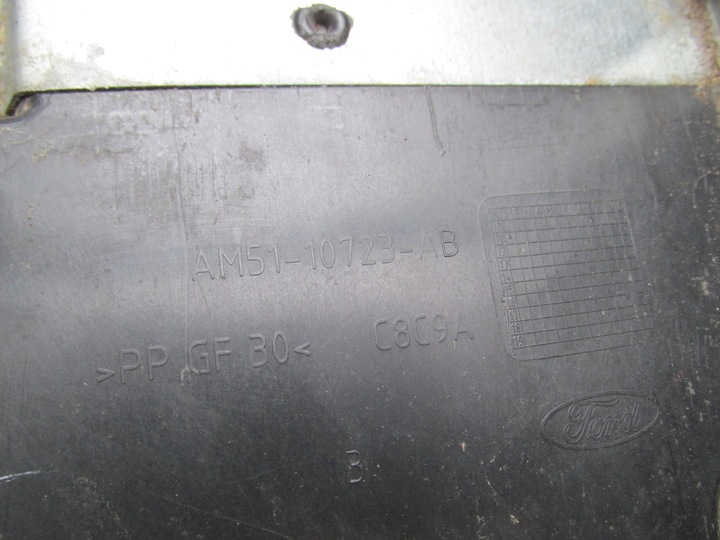 AM51-10723-AB
>PP GF 30< C8C9A
Ford
B